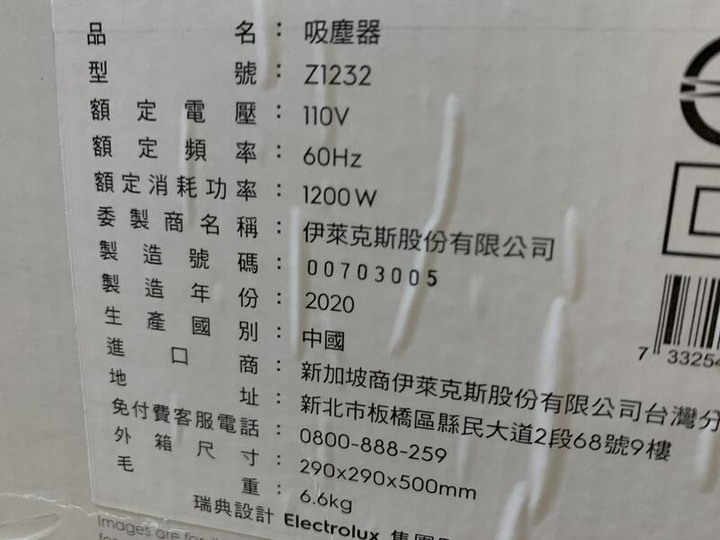 品名：吸塵器
型號：Z1232
額定電壓：110V
額定頻率：60Hz
額定消耗功率：1200W
委製商名稱：伊萊克斯股份有限公司
製造號碼：00703005
製造年份：2020
生產國別：中國
進口商：新加坡商伊萊克斯股份有限公司台灣分
地址：新北市板橋區縣民大道2段68號9樓
免付費客服電話：0800-888-259
外箱尺寸：290x290x500mm
毛重：6.6kg
瑞典設計 Electrolux 集團
Images are for
7 33254